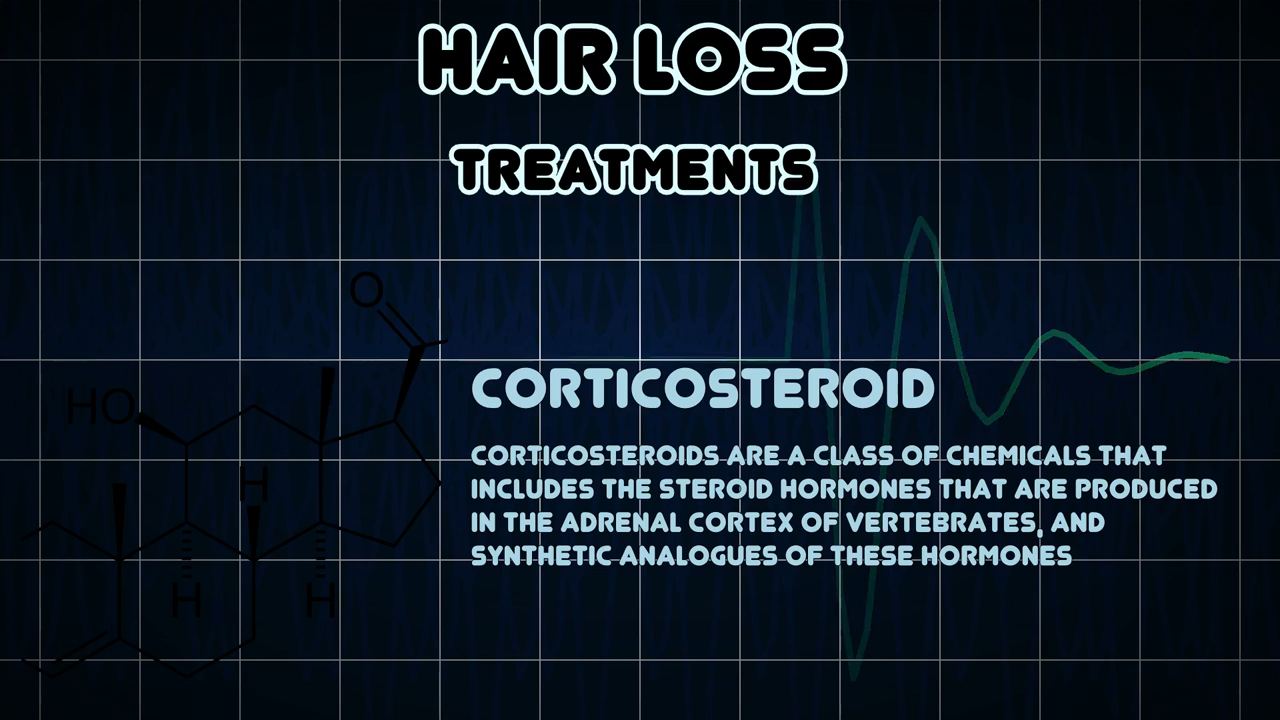 HAIR LOSS
TREATMENTS
O
HO
CORTICOSTEROID
CORTICOSTEROIDS ARE A CLASS OF CHEMICALS THAT
INCLUDES THE STEROID HORMONES THAT ARE PRODUCED
IN THE ADRENAL CORTEX OF VERTEBRATES, AND
SYNTHETIC ANALOGUES OF THESE HORMONES
H
H
H